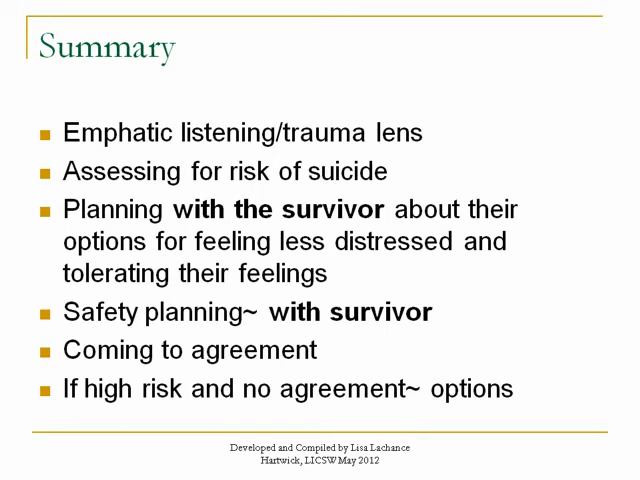 Summary
Emphatic listening/trauma lens
Assessing for risk of suicide
Planning with the survivor about their
options for feeling less distressed and
tolerating their feelings
Safety planning~ with survivor
Coming to agreement
If high risk and no agreement~ options
Developed and Compiled by Lisa Lachance
Hartwick, LICSW May 2012